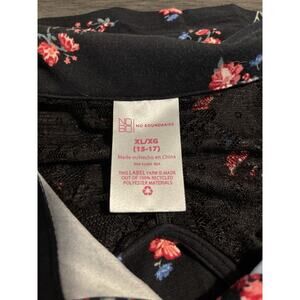 NO
BO
NO BOUNDARIES
XL/XG
(15-17)
Made in/Hecho en China
THIS LABEL YARN IS MADE
OUT OF 100% RECYCLED
POLYESTER MATERIALS